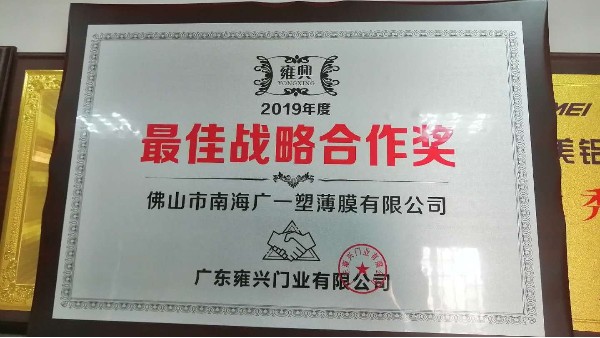 雍興
YONGXING
2019年度
最佳战略合作奖
佛山市南海广一塑薄膜有限公司
广东雍兴门业有限公司
MEI
美铝